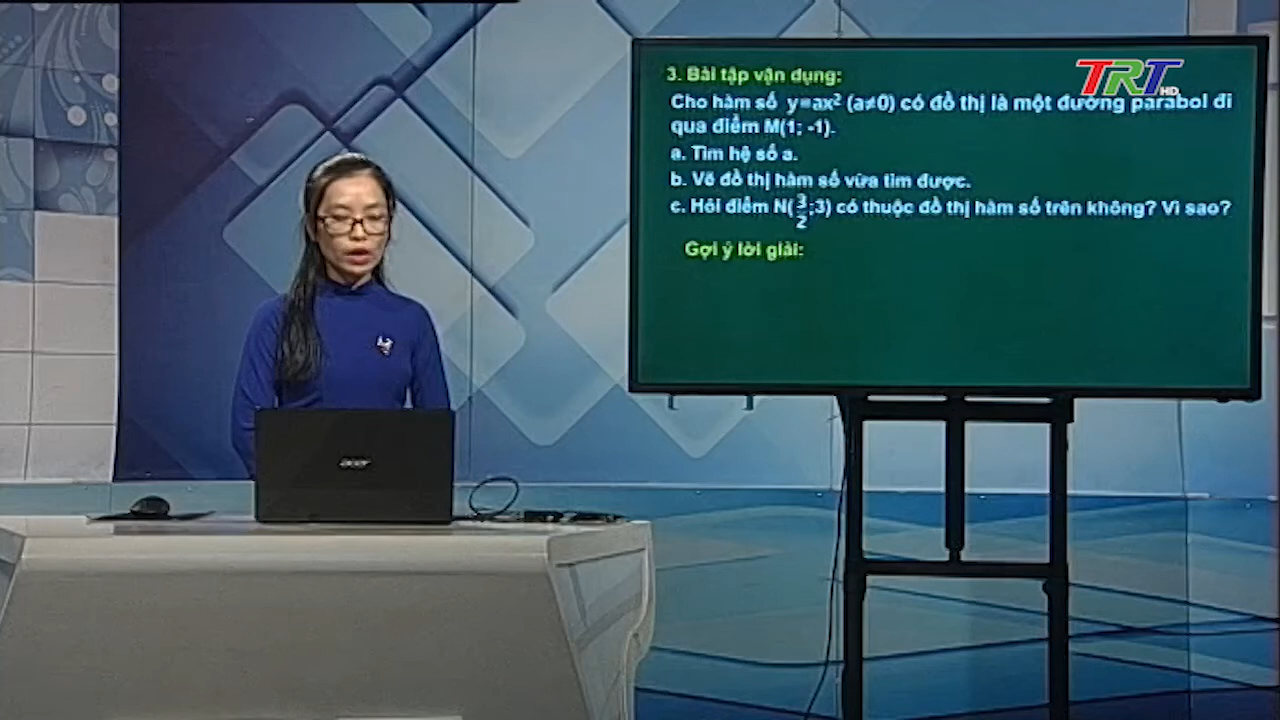 TRT HD
3. Bài tập vận dụng:
Cho hàm số y=ax² (a≠0) có đồ thị là một đường parabol đi
qua điểm M(1; -1).
a. Tìm hệ số a.
b. Vẽ đồ thị hàm số vừa tìm được.
c. Hỏi điểm N(3/2;3) có thuộc đồ thị hàm số trên không? Vì sao?
Gợi ý lời giải:
acer